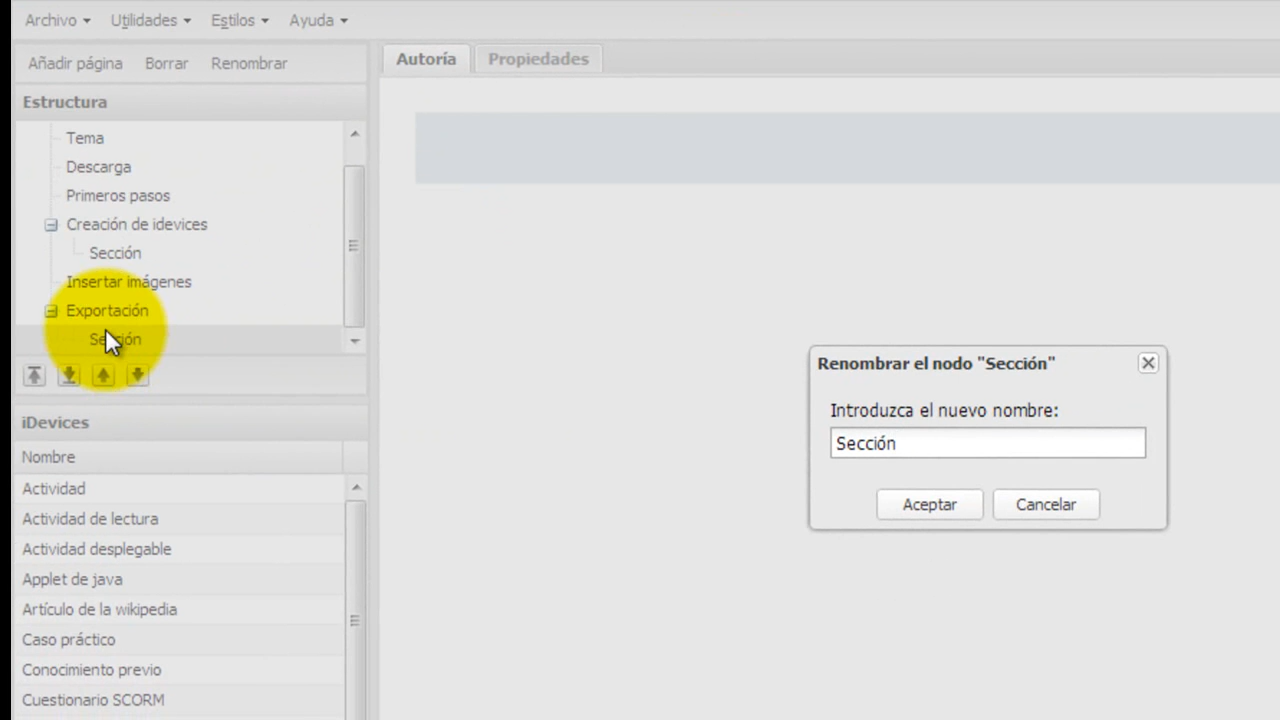 Archivo Utilidades Estilos Ayuda
Añadir página Borrar Renombrar
Autoría Propiedades
Estructura
Tema
Descarga
Primeros pasos
Creación de idevices
Sección
Insertar imágenes
Exportación
Sección
Renombrar el nodo "Sección"
Introduzca el nuevo nombre:
Sección
Aceptar Cancelar
iDevices
Nombre
Actividad
Actividad de lectura
Actividad desplegable
Applet de java
Artículo de la wikipedia
Caso práctico
Conocimiento previo
Cuestionario SCORM